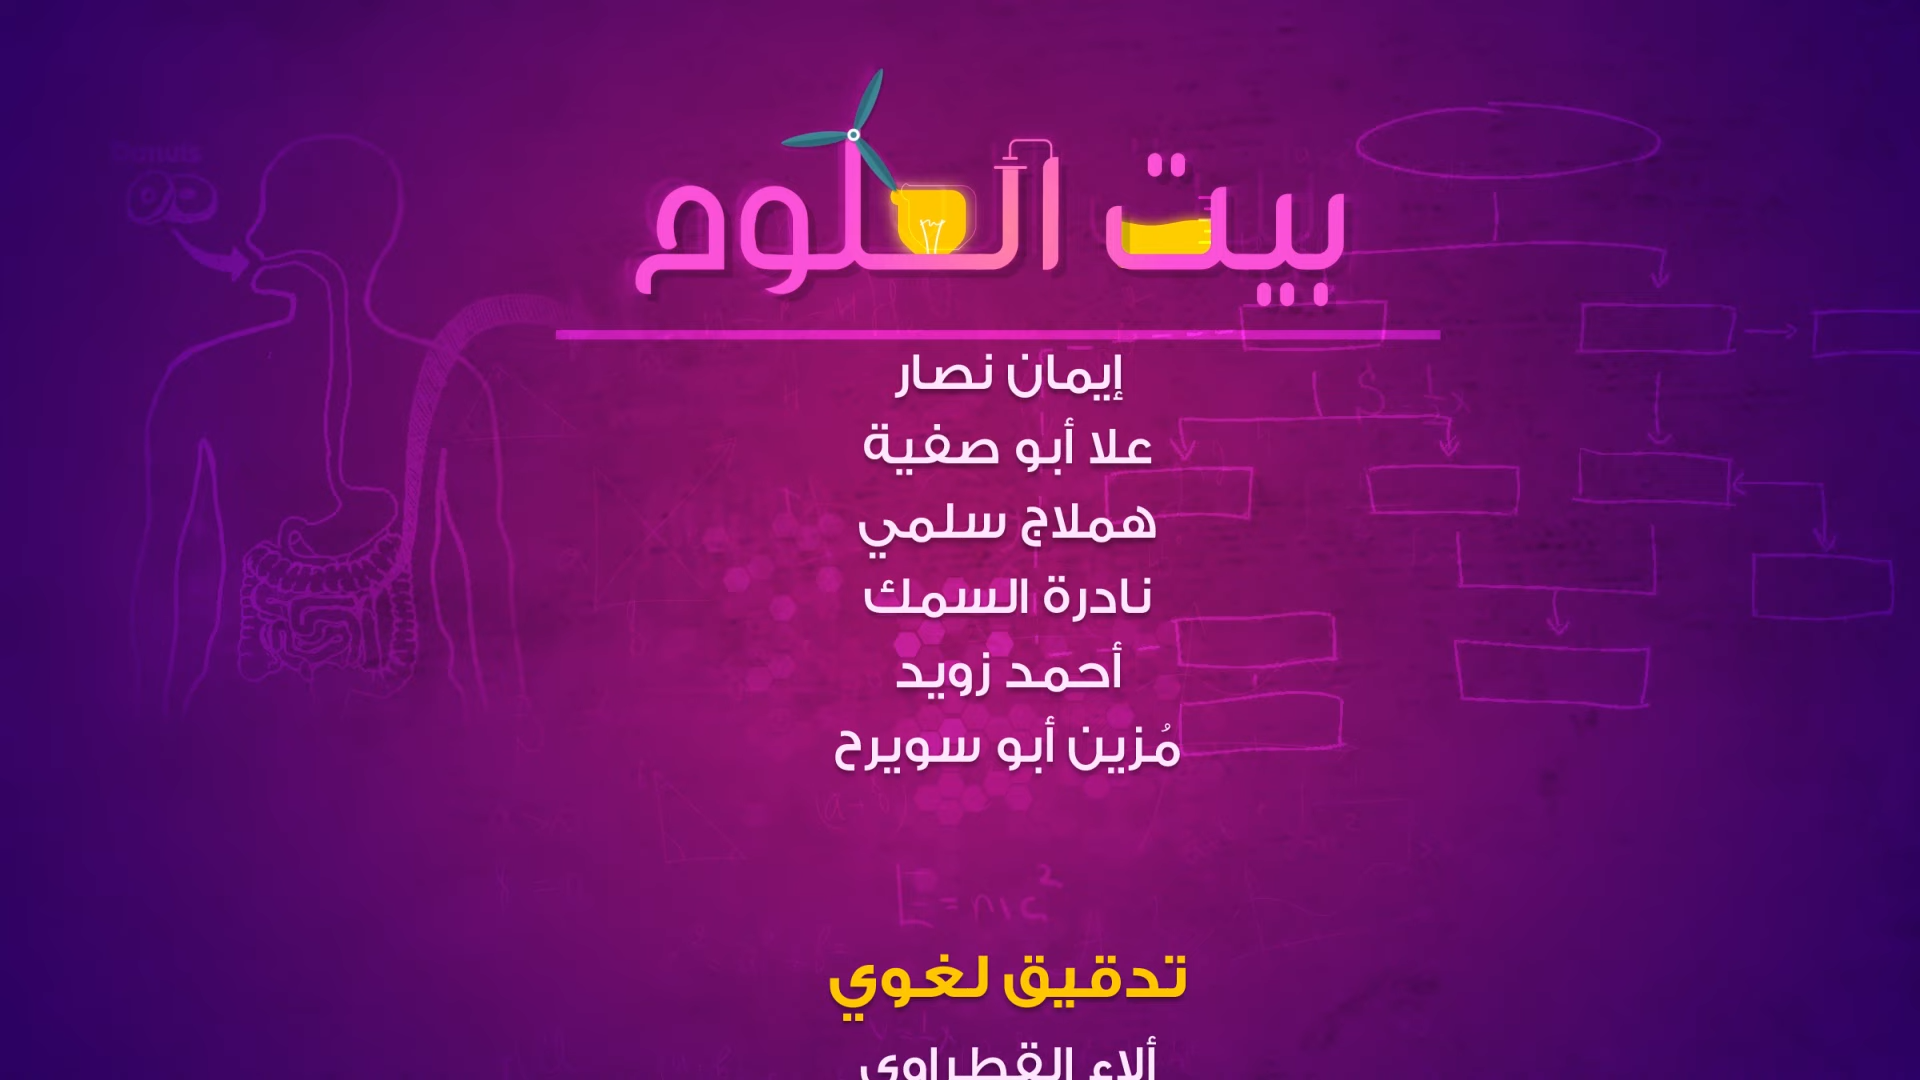 بيت العلوم
إيمان نصار
علا أبو صفية
هملاج سلمي
نادرة السمك
أحمد زويد
مُزين أبو سويرح
E=mc²
تدقيق لغوي
ألاء القطراوي